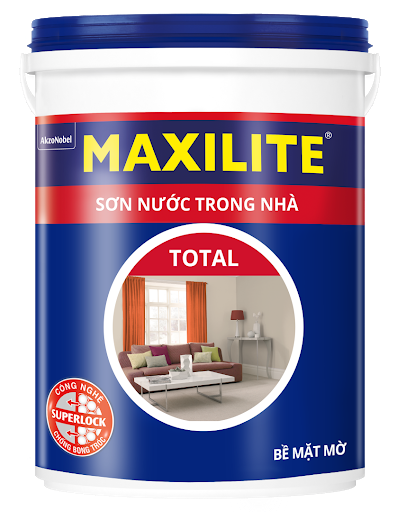 AkzoNobel
MAXILITE®
SƠN NƯỚC TRONG NHÀ
TOTAL
CÔNG NGHỆ
SUPERLOCK
CHỐNG BONG TRÓC
BỀ MẶT MỜ